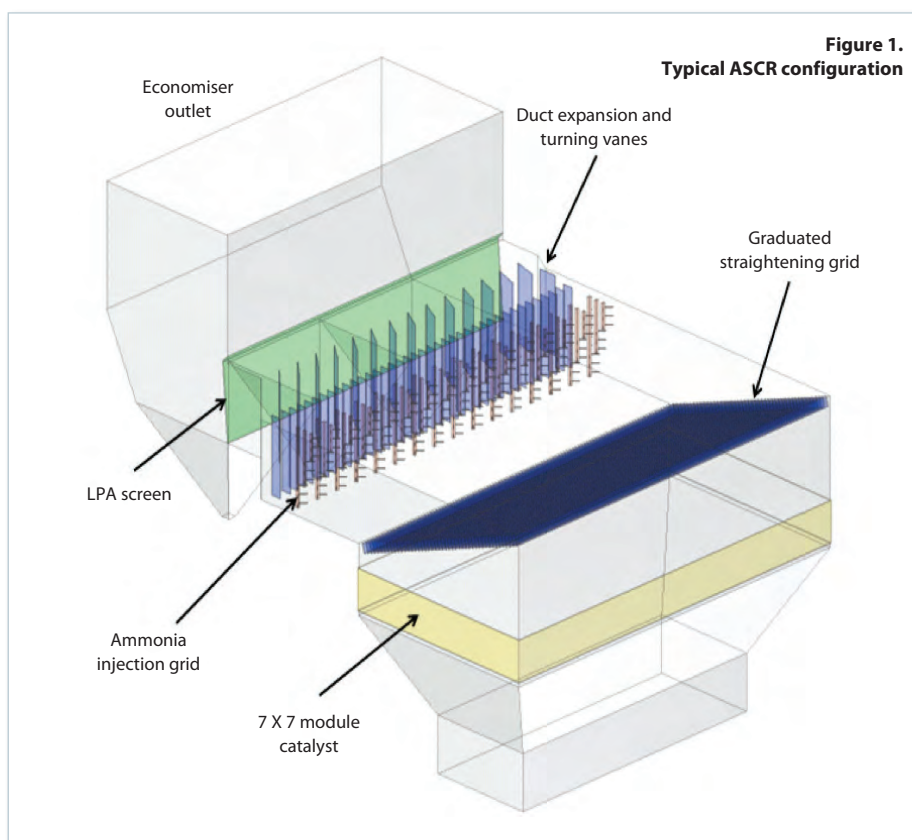 Figure 1.
Typical ASCR configuration
Economiser
outlet
Duct expansion and
turning vanes
Graduated
straightening grid
LPA screen
Ammonia
injection grid
7 X 7 module
catalyst